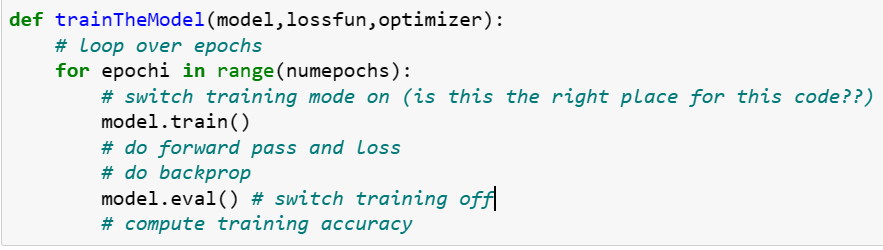 def trainTheModel(model,lossfun,optimizer):
    # loop over epochs
    for epochi in range(numepochs):
        # switch training mode on (is this the right place for this code??)
        model.train()
        # do forward pass and loss
        # do backprop
        model.eval() # switch training off
        # compute training accuracy